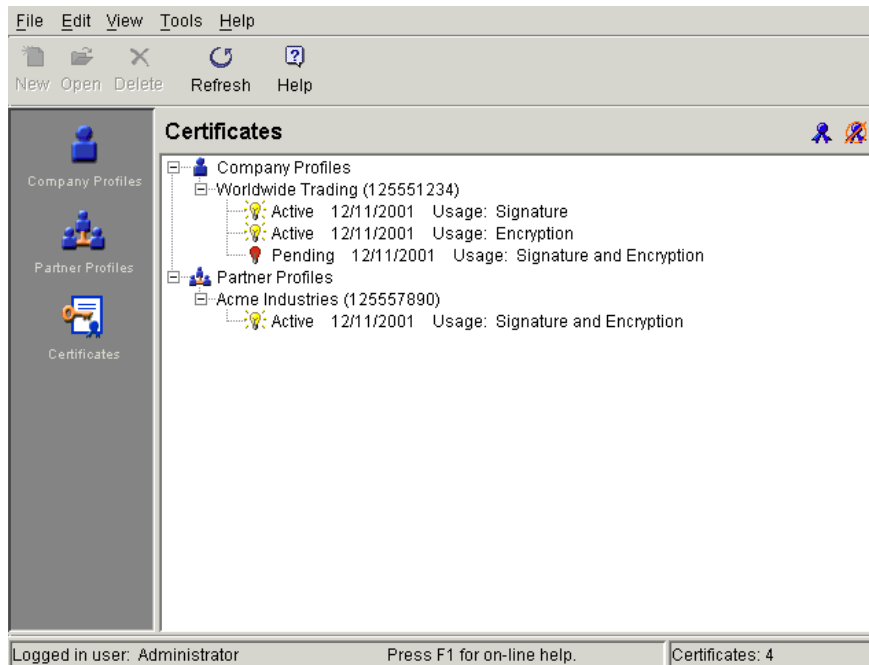 File Edit View Tools Help
New Open Delete Refresh Help
Certificates
Company Profiles
Partner Profiles
Certificates
Company Profiles
Worldwide Trading (125551234)
Active 12/11/2001 Usage: Signature
Active 12/11/2001 Usage: Encryption
Pending 12/11/2001 Usage: Signature and Encryption
Partner Profiles
Acme Industries (125557890)
Active 12/11/2001 Usage: Signature and Encryption
Logged in user: Administrator Press F1 for on-line help. Certificates: 4